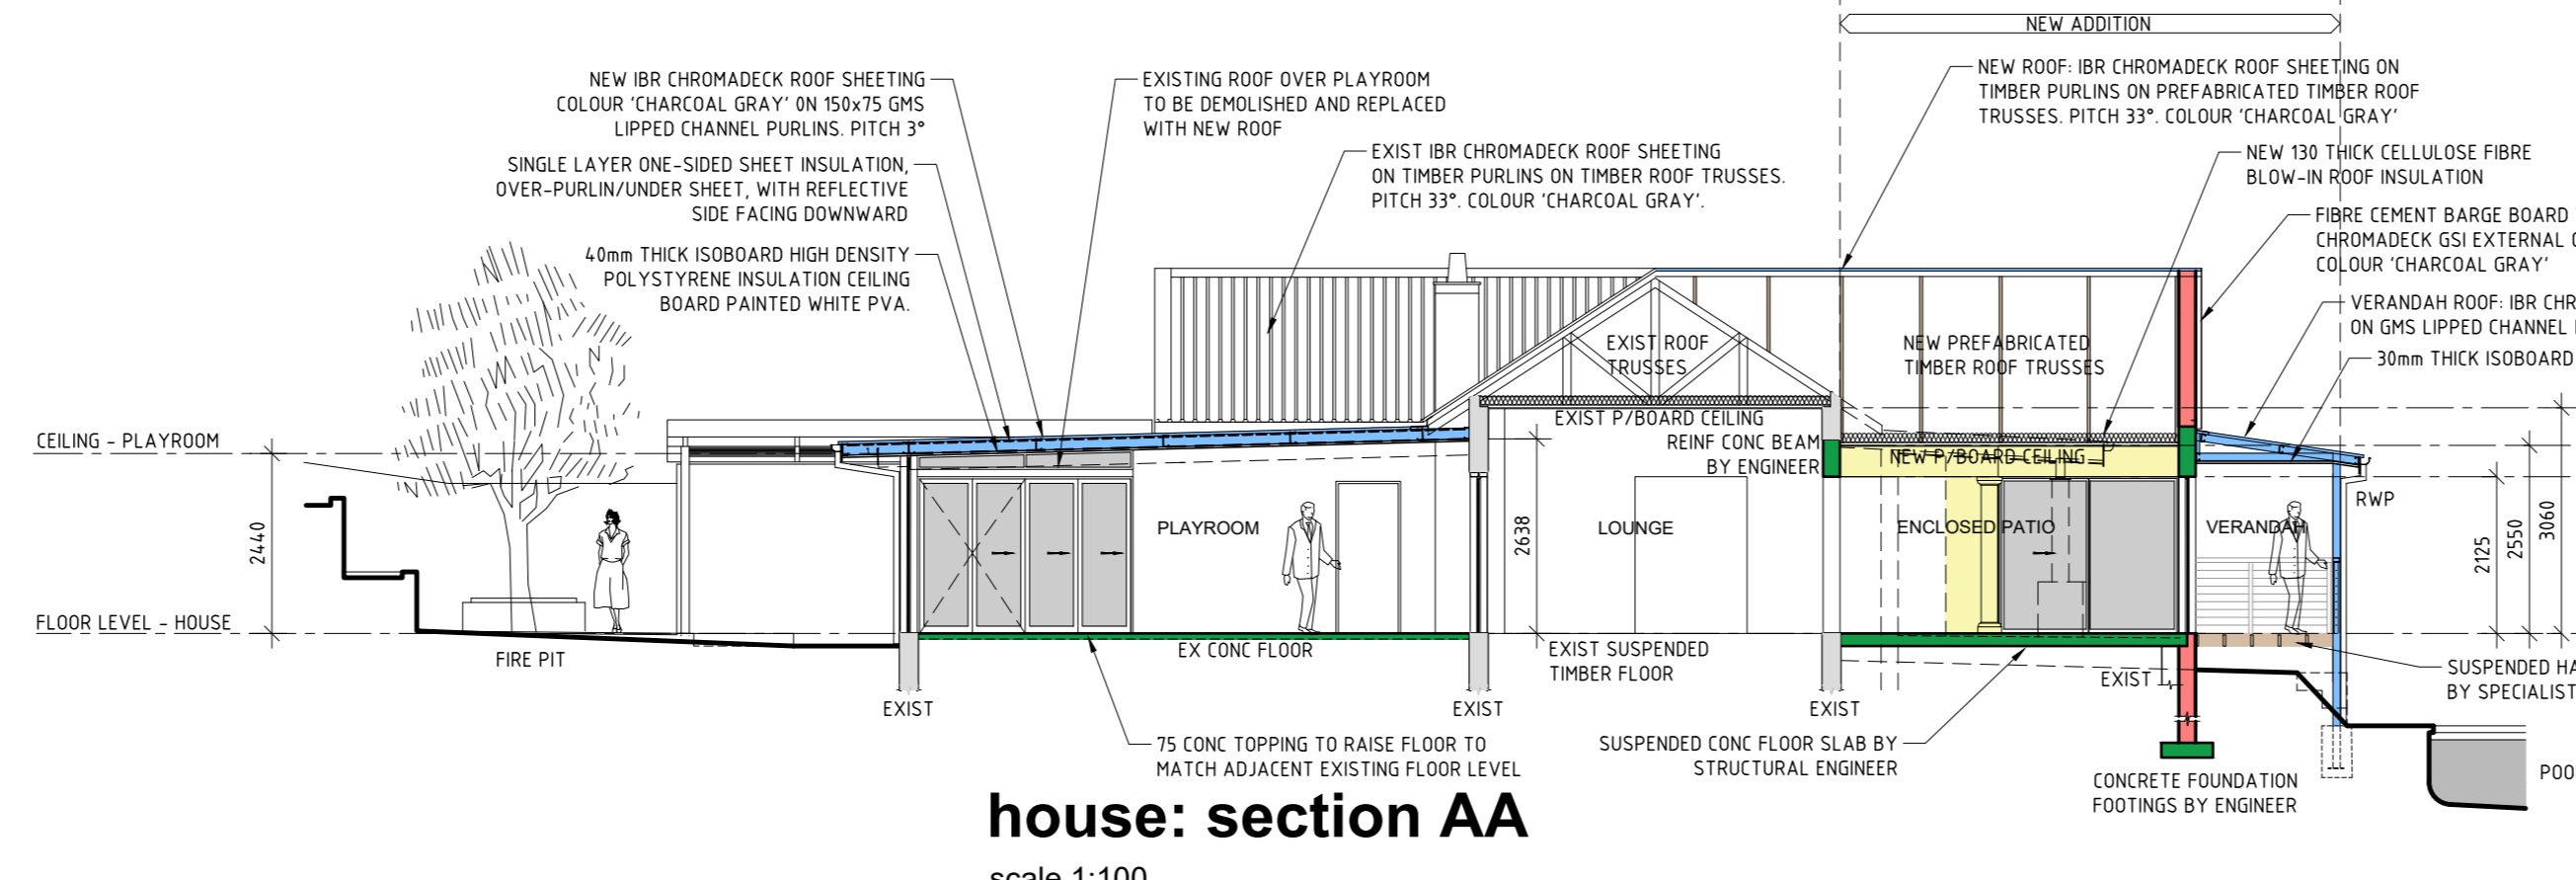 NEW ADDITION
NEW IBR CHROMADECK ROOF SHEETING
COLOUR 'CHARCOAL GRAY' ON 150x75 GMS
LIPPED CHANNEL PURLINS. PITCH 3°
SINGLE LAYER ONE-SIDED SHEET INSULATION,
OVER-PURLIN/UNDER SHEET, WITH REFLECTIVE
SIDE FACING DOWNWARD
40mm THICK ISOBOARD HIGH DENSITY
POLYSTYRENE INSULATION CEILING
BOARD PAINTED WHITE PVA.
EXISTING ROOF OVER PLAYROOM
TO BE DEMOLISHED AND REPLACED
WITH NEW ROOF
EXIST IBR CHROMADECK ROOF SHEETING
ON TIMBER PURLINS ON TIMBER ROOF TRUSSES.
PITCH 33°. COLOUR 'CHARCOAL GRAY'.
NEW ROOF: IBR CHROMADECK ROOF SHEETING ON
TIMBER PURLINS ON PREFABRICATED TIMBER ROOF
TRUSSES. PITCH 33°. COLOUR 'CHARCOAL GRAY'
NEW 130 THICK CELLULOSE FIBRE
BLOW-IN ROOF INSULATION
FIBRE CEMENT BARGE BOARD
CHROMADECK GSI EXTERNAL
COLOUR 'CHARCOAL GRAY'
VERANDAH ROOF: IBR CHR
ON GMS LIPPED CHANNEL
30mm THICK ISOBOARD
EXIST ROOF
TRUSSES
NEW PREFABRICATED
TIMBER ROOF TRUSSES
EXIST P/BOARD CEILING
REINF CONC BEAM
BY ENGINEER
NEW P/BOARD CEILING
CEILING - PLAYROOM
2440
FLOOR LEVEL - HOUSE
FIRE PIT
PLAYROOM
2638
LOUNGE
ENCLOSED PATIO
VERANDAH
RWP
2125
2550
3060
EX CONC FLOOR
EXIST SUSPENDED
TIMBER FLOOR
EXIST
EXIST
EXIST
EXIST
SUSPENDED HA
BY SPECIALIST
75 CONC TOPPING TO RAISE FLOOR TO
MATCH ADJACENT EXISTING FLOOR LEVEL
SUSPENDED CONC FLOOR SLAB BY
STRUCTURAL ENGINEER
CONCRETE FOUNDATION
FOOTINGS BY ENGINEER
POO
house: section AA
scale 1:100